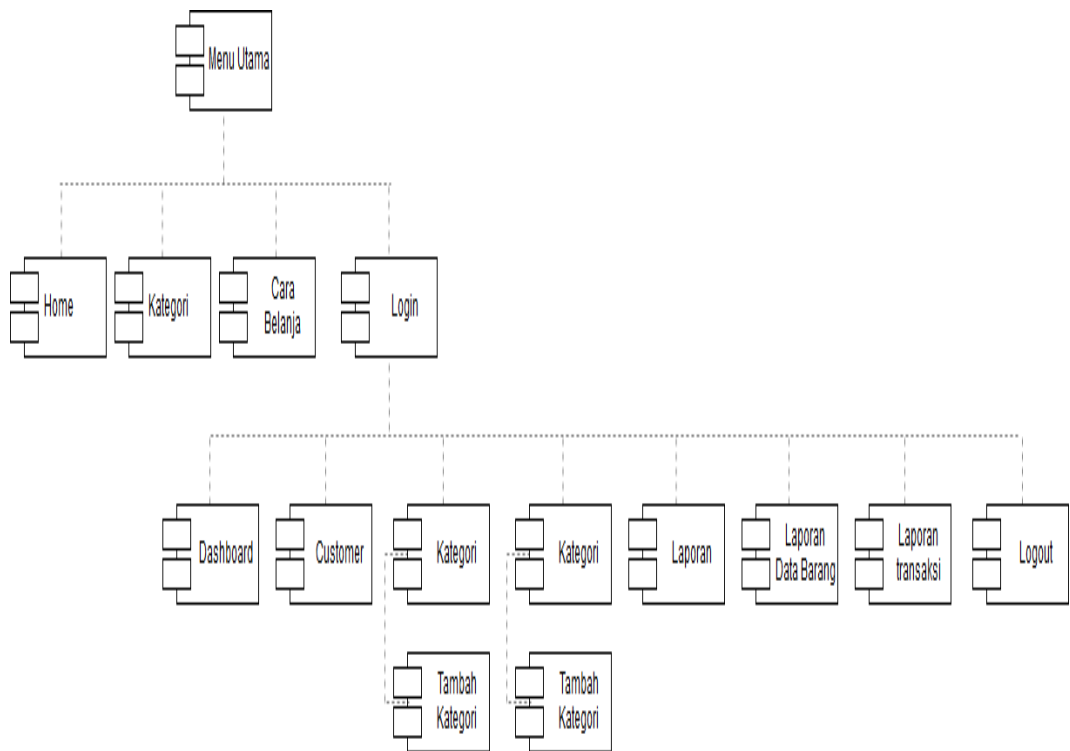 Menu Utama
Home
Kategori
Cara
Belanja
Login
Dashboard
Customer
Kategori
Kategori
Laporan
Laporan
Data Barang
Laporan
transaksi
Logout
Tambah
Kategori
Tambah
Kategori